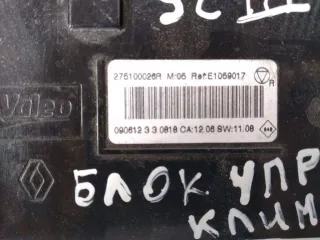 SC III
275100026R M:05 Ref:E1059017
R
Valeo
090612 3 3 0818 CA:12.06 SW:11.08
БЛОК УПР
КЛИМ